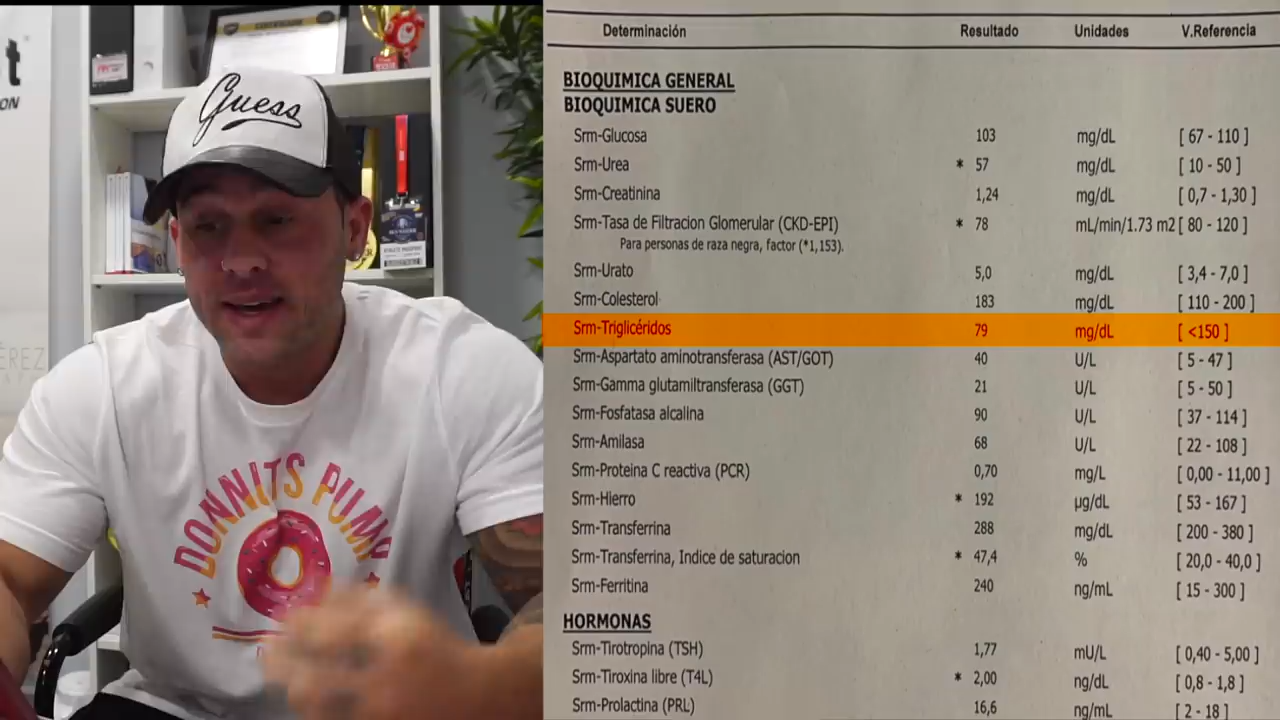 t
ON
ÉREZ
Guess
DONNUTS PUMP
Determinación Resultado Unidades V.Referencia
BIOQUIMICA GENERAL
BIOQUIMICA SUERO
Srm-Glucosa 103 mg/dL [ 67 - 110 ]
Srm-Urea * 57 mg/dL [ 10 - 50 ]
Srm-Creatinina 1,24 mg/dL [ 0,7 - 1,30 ]
Srm-Tasa de Filtracion Glomerular (CKD-EPI) * 78 mL/min/1.73 m2 [ 80 - 120 ]
Para personas de raza negra, factor (*1,153).
Srm-Urato 5,0 mg/dL [ 3,4 - 7,0 ]
Srm-Colesterol 183 mg/dL [ 110 - 200 ]
Srm-Triglicéridos 79 mg/dL [ <150 ]
Srm-Aspartato aminotransferasa (AST/GOT) 40 U/L [ 5 - 47 ]
Srm-Gamma glutamiltransferasa (GGT) 21 U/L [ 5 - 50 ]
Srm-Fosfatasa alcalina 90 U/L [ 37 - 114 ]
Srm-Amilasa 68 U/L [ 22 - 108 ]
Srm-Proteina C reactiva (PCR) 0,70 mg/L [ 0,00 - 11,00 ]
Srm-Hierro * 192 µg/dL [ 53 - 167 ]
Srm-Transferrina 288 mg/dL [ 200 - 380 ]
Srm-Transferrina, Indice de saturacion * 47,4 % [ 20,0 - 40,0 ]
Srm-Ferritina 240 ng/mL [ 15 - 300 ]
HORMONAS
Srm-Tirotropina (TSH) 1,77 mU/L [ 0,40 - 5,00 ]
Srm-Tiroxina libre (T4L) * 2,00 ng/dL [ 0,8 - 1,8 ]
Srm-Prolactina (PRL) 16,6 ng/mL [ 2 - 18 ]